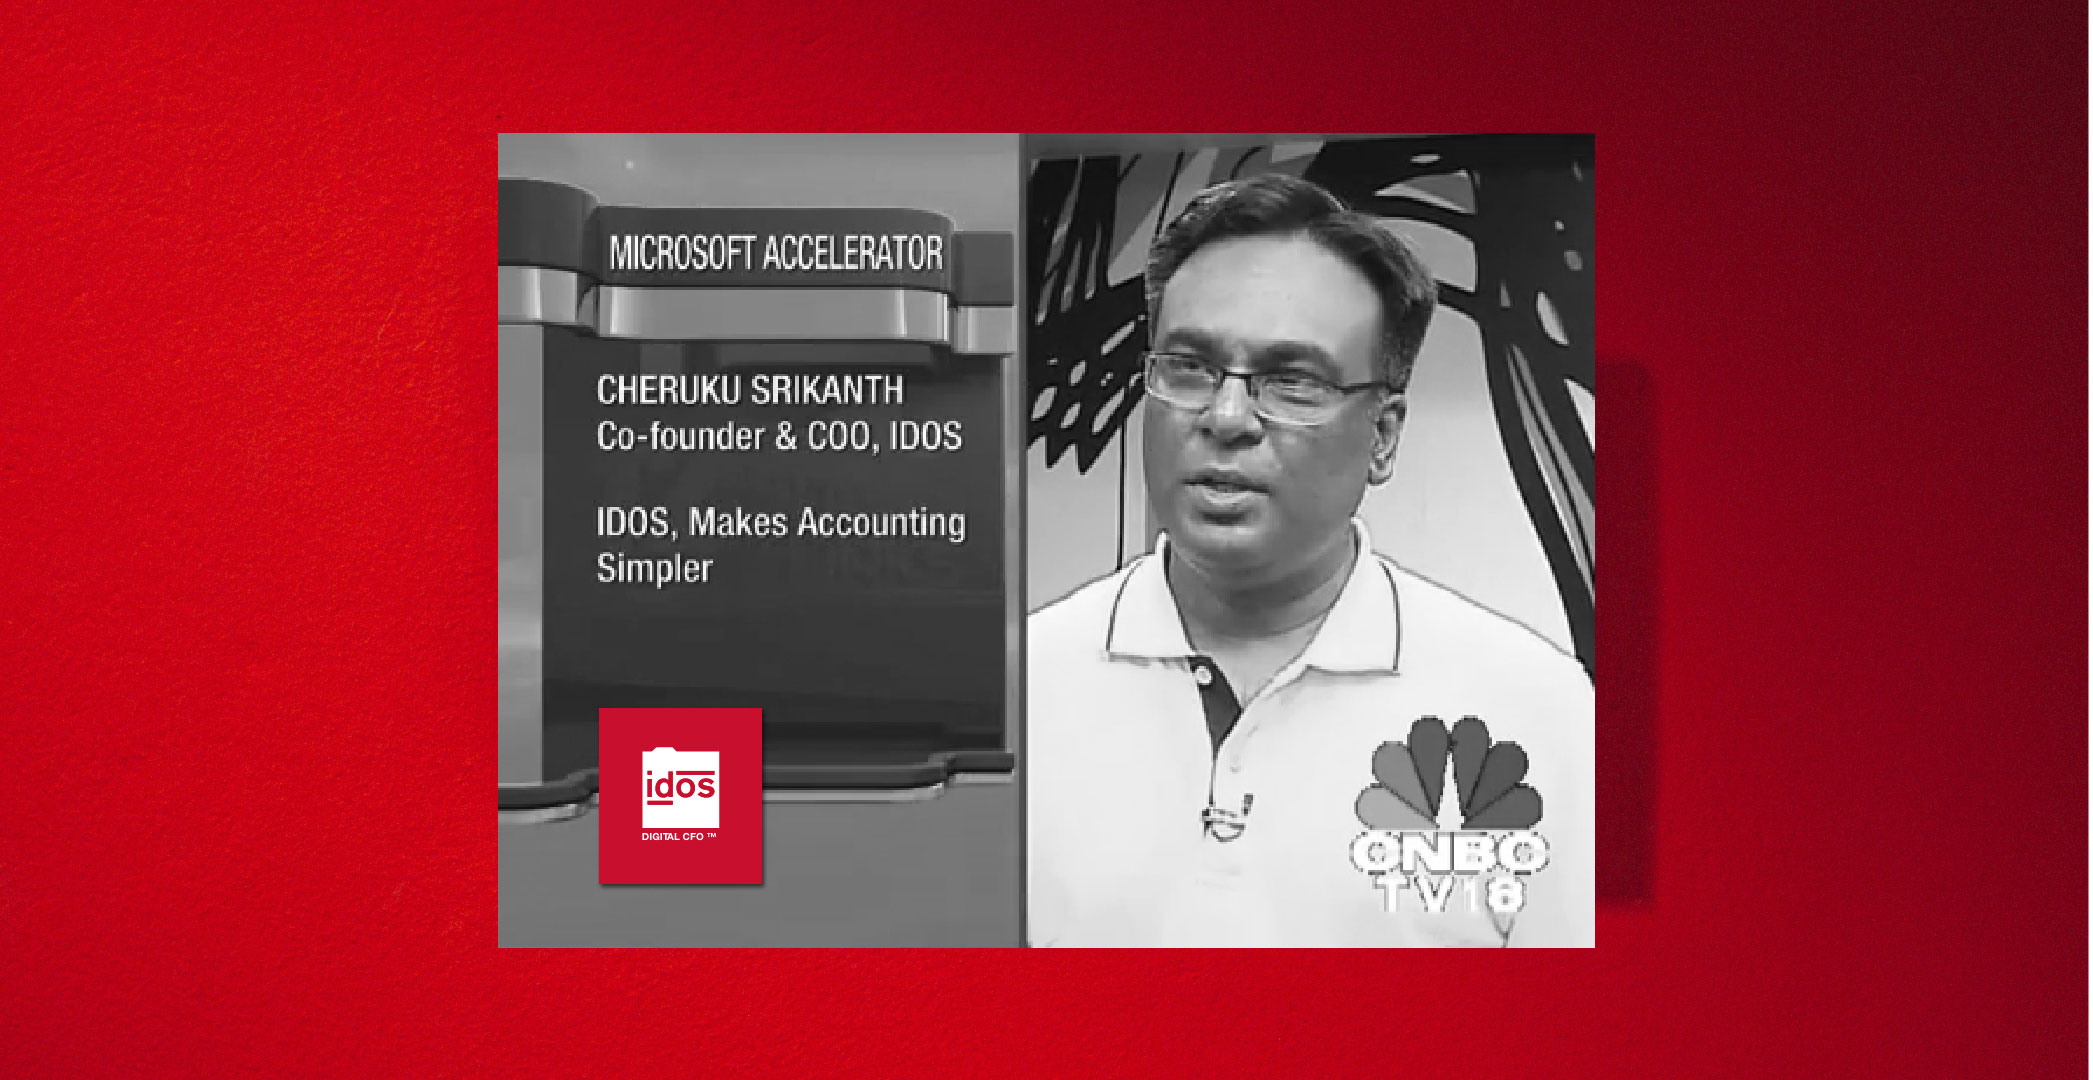 MICROSOFT ACCELERATOR
CHERUKU SRIKANTH
Co-founder & COO, IDOS
IDOS, Makes Accounting
Simpler
idos
DIGITAL CFO ™
CNBC
TV18